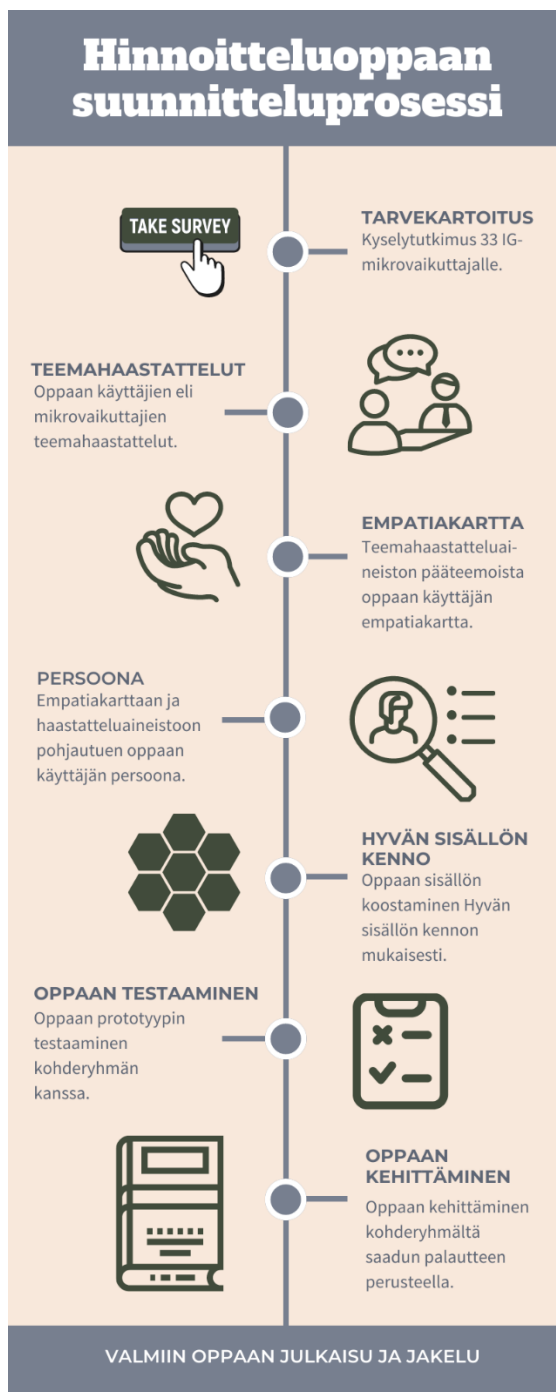 Hinnoitteluoppaan
suunnitteluprosessi
TAKE SURVEY
TARVEKARTOITUS
Kyselytutkimus 33 IG-
mikrovaikuttajalle.
TEEMAHAASTATTELUT
Oppaan käyttäjien eli
mikrovaikuttajien
teemahaastattelut.
EMPATIAKARTTA
Teemahaastatteluai-
neiston pääteemoista
oppaan käyttäjän
empatiakartta.
PERSOONA
Empatiakarttaan ja
haastatteluaineistoon
pohjautuen oppaan
käyttäjän persoona.
HYVÄN SISÄLLÖN
KENNO
Oppaan sisällön
koostaminen Hyvän
sisällön kennon
mukaisesti.
OPPAAN TESTAAMINEN
Oppaan prototyypin
testaaminen
kohderyhmän
kanssa.
OPPAAN
KEHITTÄMINEN
Oppaan kehittäminen
kohderyhmältä
saadun palautteen
perusteella.
VALMIIN OPPAAN JULKAISU JA JAKELU